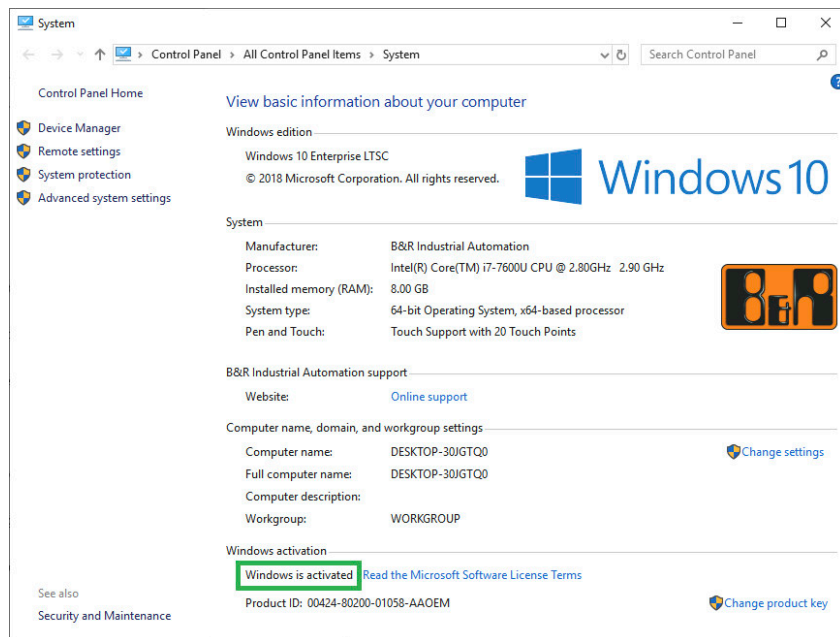 System
Control Panel > All Control Panel Items > System
Search Control Panel
?
Control Panel Home
Device Manager
Remote settings
System protection
Advanced system settings
See also
Security and Maintenance
View basic information about your computer
Windows edition
Windows 10 Enterprise LTSC
© 2018 Microsoft Corporation. All rights reserved.
Windows 10
System
Manufacturer: B&R Industrial Automation
Processor: Intel(R) Core(TM) i7-7600U CPU @ 2.80GHz 2.90 GHz
Installed memory (RAM): 8.00 GB
System type: 64-bit Operating System, x64-based processor
Pen and Touch: Touch Support with 20 Touch Points
B&R
B&R Industrial Automation support
Website: Online support
Computer name, domain, and workgroup settings
Computer name: DESKTOP-30JGTQ0
Change settings
Full computer name: DESKTOP-30JGTQ0
Computer description:
Workgroup: WORKGROUP
Windows activation
Windows is activated Read the Microsoft Software License Terms
Product ID: 00424-80200-01058-AAOEM
Change product key